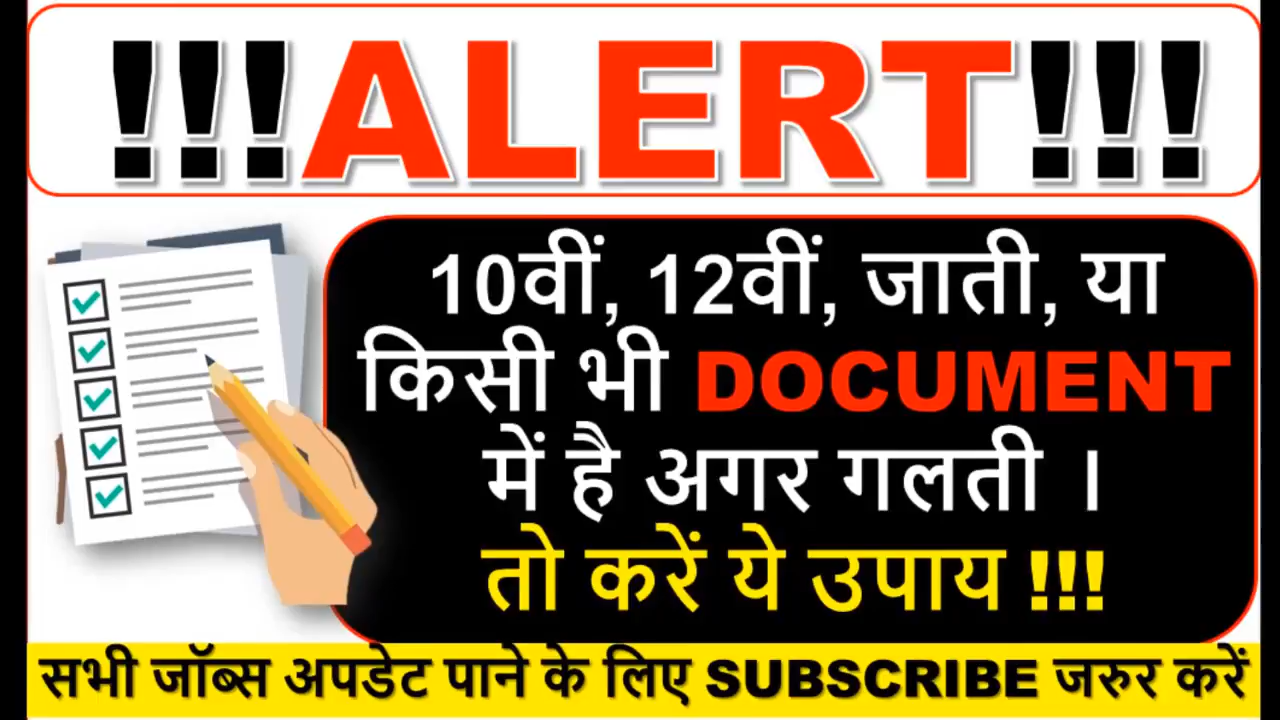 !!!ALERT!!!
10वीं, 12वीं, जाती, या
किसी भी DOCUMENT
में है अगर गलती ।
तो करें ये उपाय !!!
सभी जॉब्स अपडेट पाने के लिए SUBSCRIBE जरुर करें